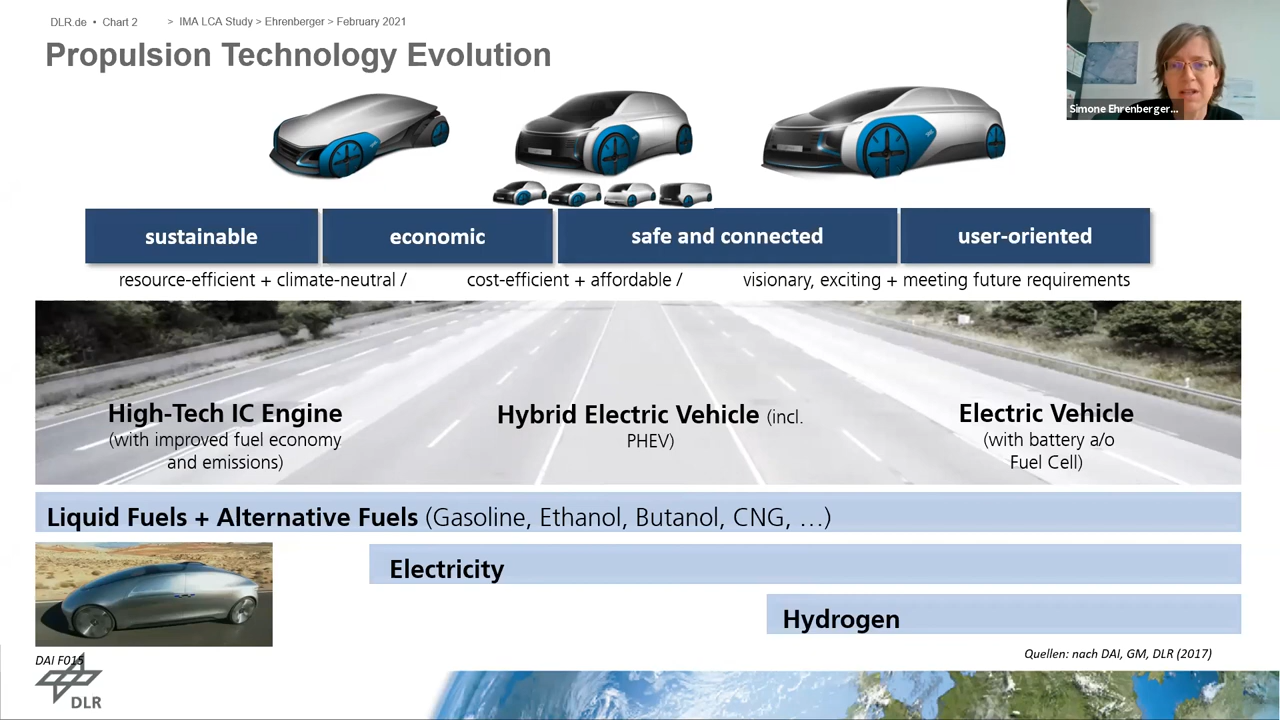 DLR.de • Chart 2 > IMA LCA Study > Ehrenberger > February 2021
Propulsion Technology Evolution
Simone Ehrenberger...
sustainable
economic
safe and connected
user-oriented
resource-efficient + climate-neutral /
cost-efficient + affordable /
visionary, exciting + meeting future requirements
High-Tech IC Engine
(with improved fuel economy
and emissions)
Hybrid Electric Vehicle (incl.
PHEV)
Electric Vehicle
(with battery a/o
Fuel Cell)
Liquid Fuels + Alternative Fuels (Gasoline, Ethanol, Butanol, CNG, …)
Electricity
Hydrogen
DAI F015
Quellen: nach DAI, GM, DLR (2017)
DLR